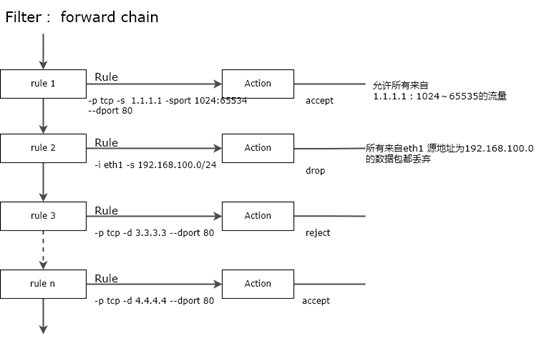 Filter： forward chain
rule 1
Rule
-p tcp -s 1.1.1.1 -sport 1024:65534
--dport 80
Action
accept
允许所有来自
1.1.1.1：1024～65535的流量
rule 2
Rule
-i eth1 -s 192.168.100.0/24
Action
drop
所有来自eth1 源地址为192.168.100.0
的数据包都丢弃
rule 3
Rule
-p tcp -d 3.3.3.3 --dport 80
Action
reject
rule n
Rule
-p tcp -d 4.4.4.4 --dport 80
Action
accept